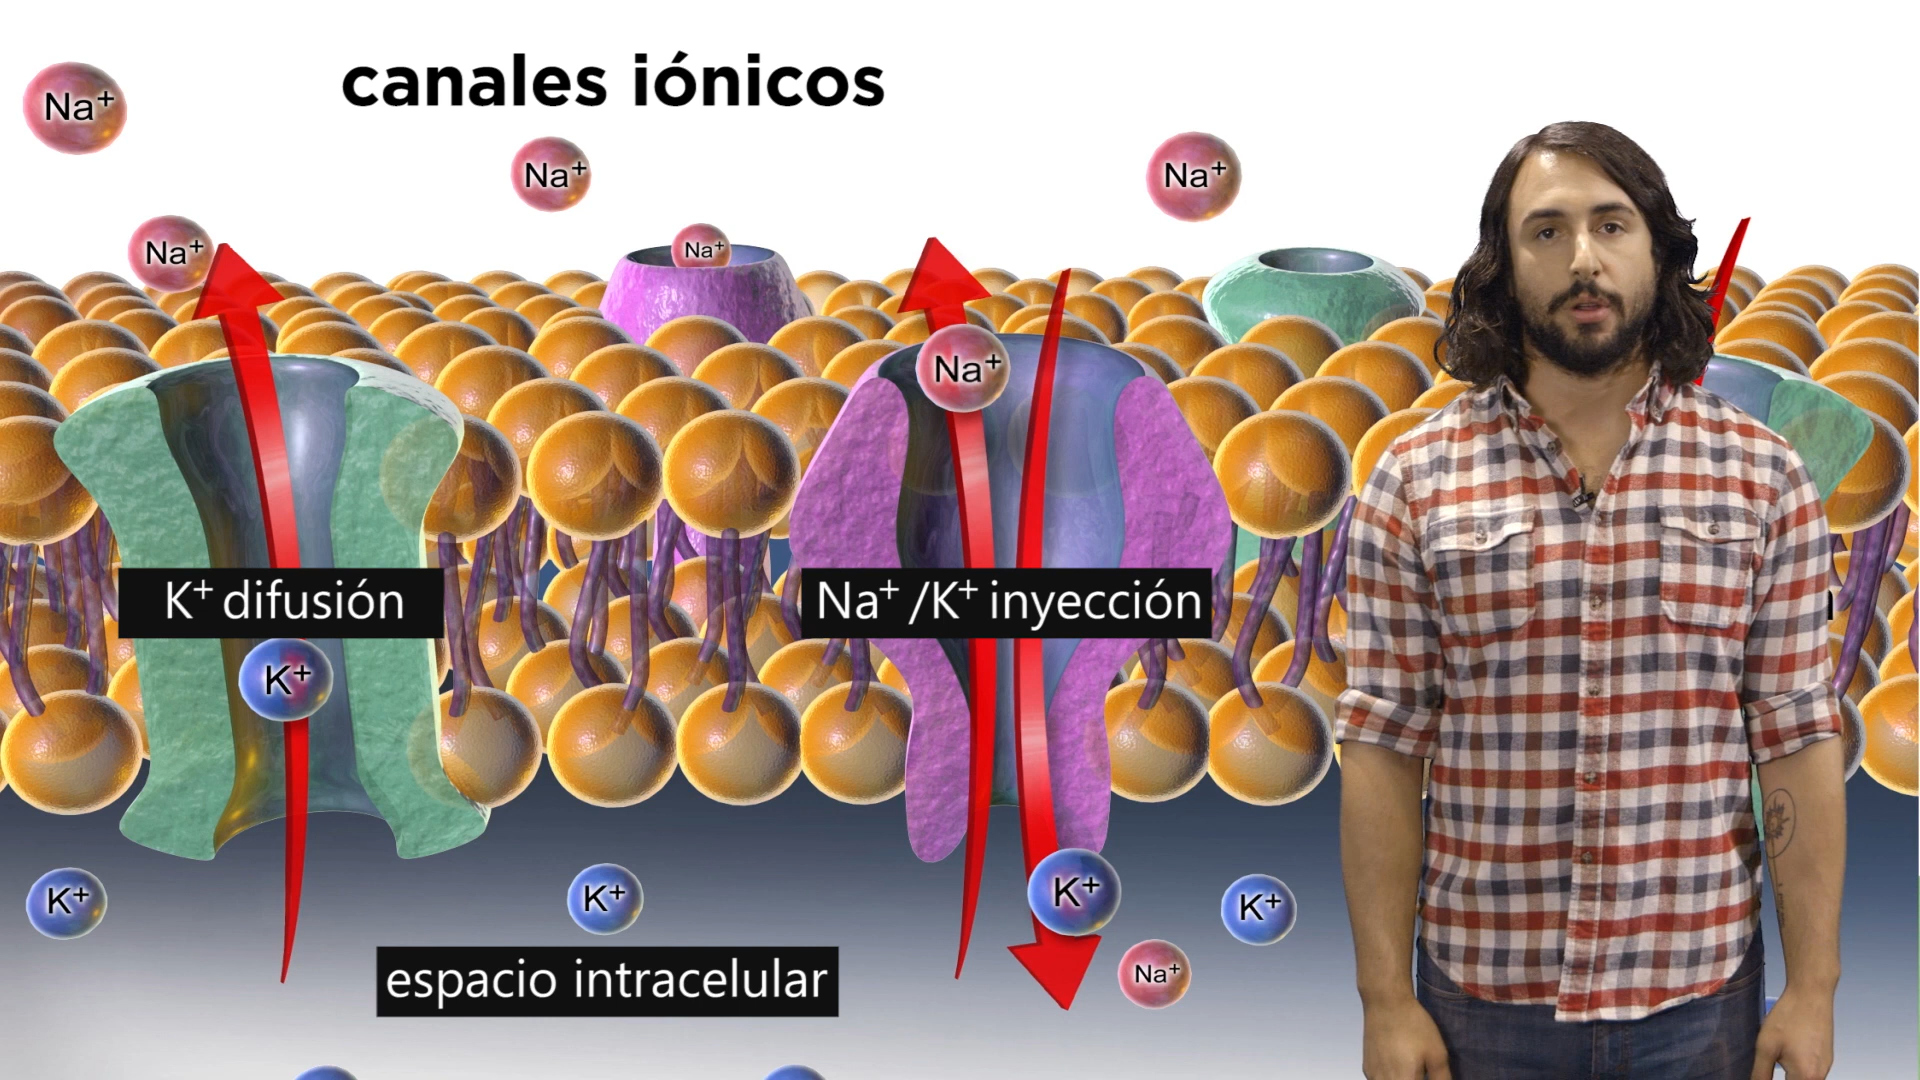 canales iónicos
Na⁺
Na⁺
Na⁺
Na⁺
Na⁺
Na⁺
K⁺ difusión
Na⁺ /K⁺ inyección
K⁺
K⁺
K⁺
K⁺
K⁺
Na⁺
espacio intracelular